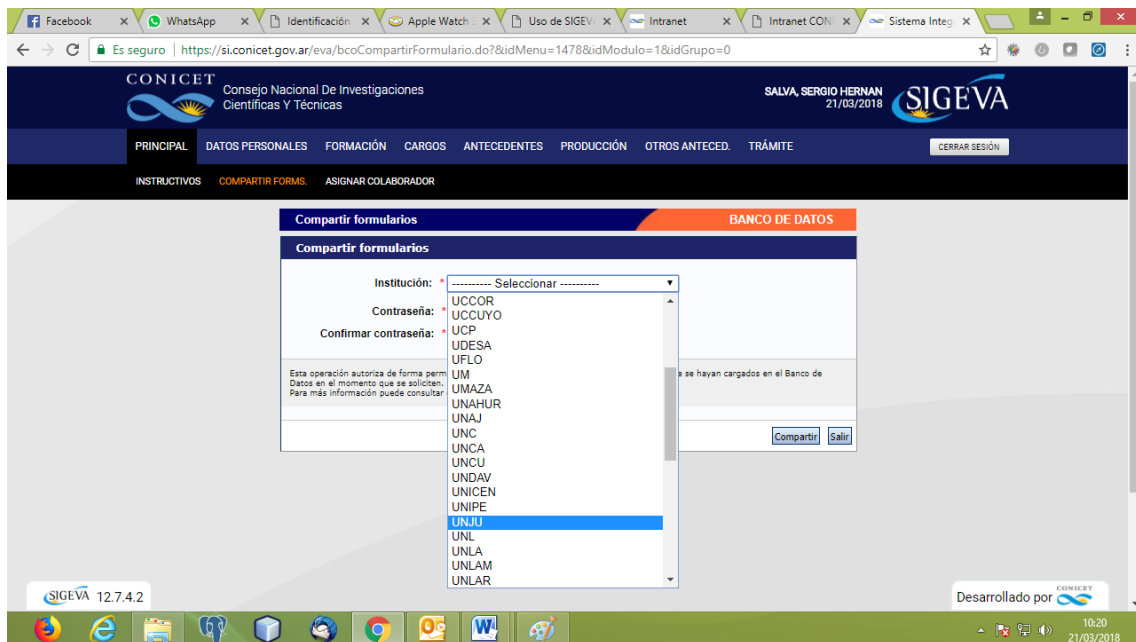 Facebook
WhatsApp
Identificación
Apple Watch
Uso de SIGEV
Intranet
Intranet CON
Sistema Integ
Es seguro
https://si.conicet.gov.ar/eva/bcoCompartirFormulario.do?&idMenu=1478&idModulo=1&idGrupo=0
CONICET
Consejo Nacional De Investigaciones
Científicas Y Técnicas
SALVA, SERGIO HERNAN
21/03/2018
SIGEVA
PRINCIPAL DATOS PERSONALES FORMACIÓN CARGOS ANTECEDENTES PRODUCCIÓN OTROS ANTECED. TRÁMITE
CERRAR SESIÓN
INSTRUCTIVOS COMPARTIR FORMS. ASIGNAR COLABORADOR
Compartir formularios BANCO DE DATOS
Compartir formularios
Institución: * ---------- Seleccionar ----------
Contraseña: *
Confirmar contraseña: *
UCCOR
UCCUYO
UCP
UDESA
UFLO
UM
UMAZA
UNAHUR
UNAJ
UNC
UNCA
UNCU
UNDAV
UNICEN
UNIPE
UNJU
UNL
UNLA
UNLAM
UNLAR
Esta operación autoriza de forma perm
se hayan cargados en el Banco de
Datos en el momento que se soliciten.
Para más información puede consultar
Compartir Salir
SIGEVA 12.7.4.2
Desarrollado por CONICET
10:20
21/03/2018